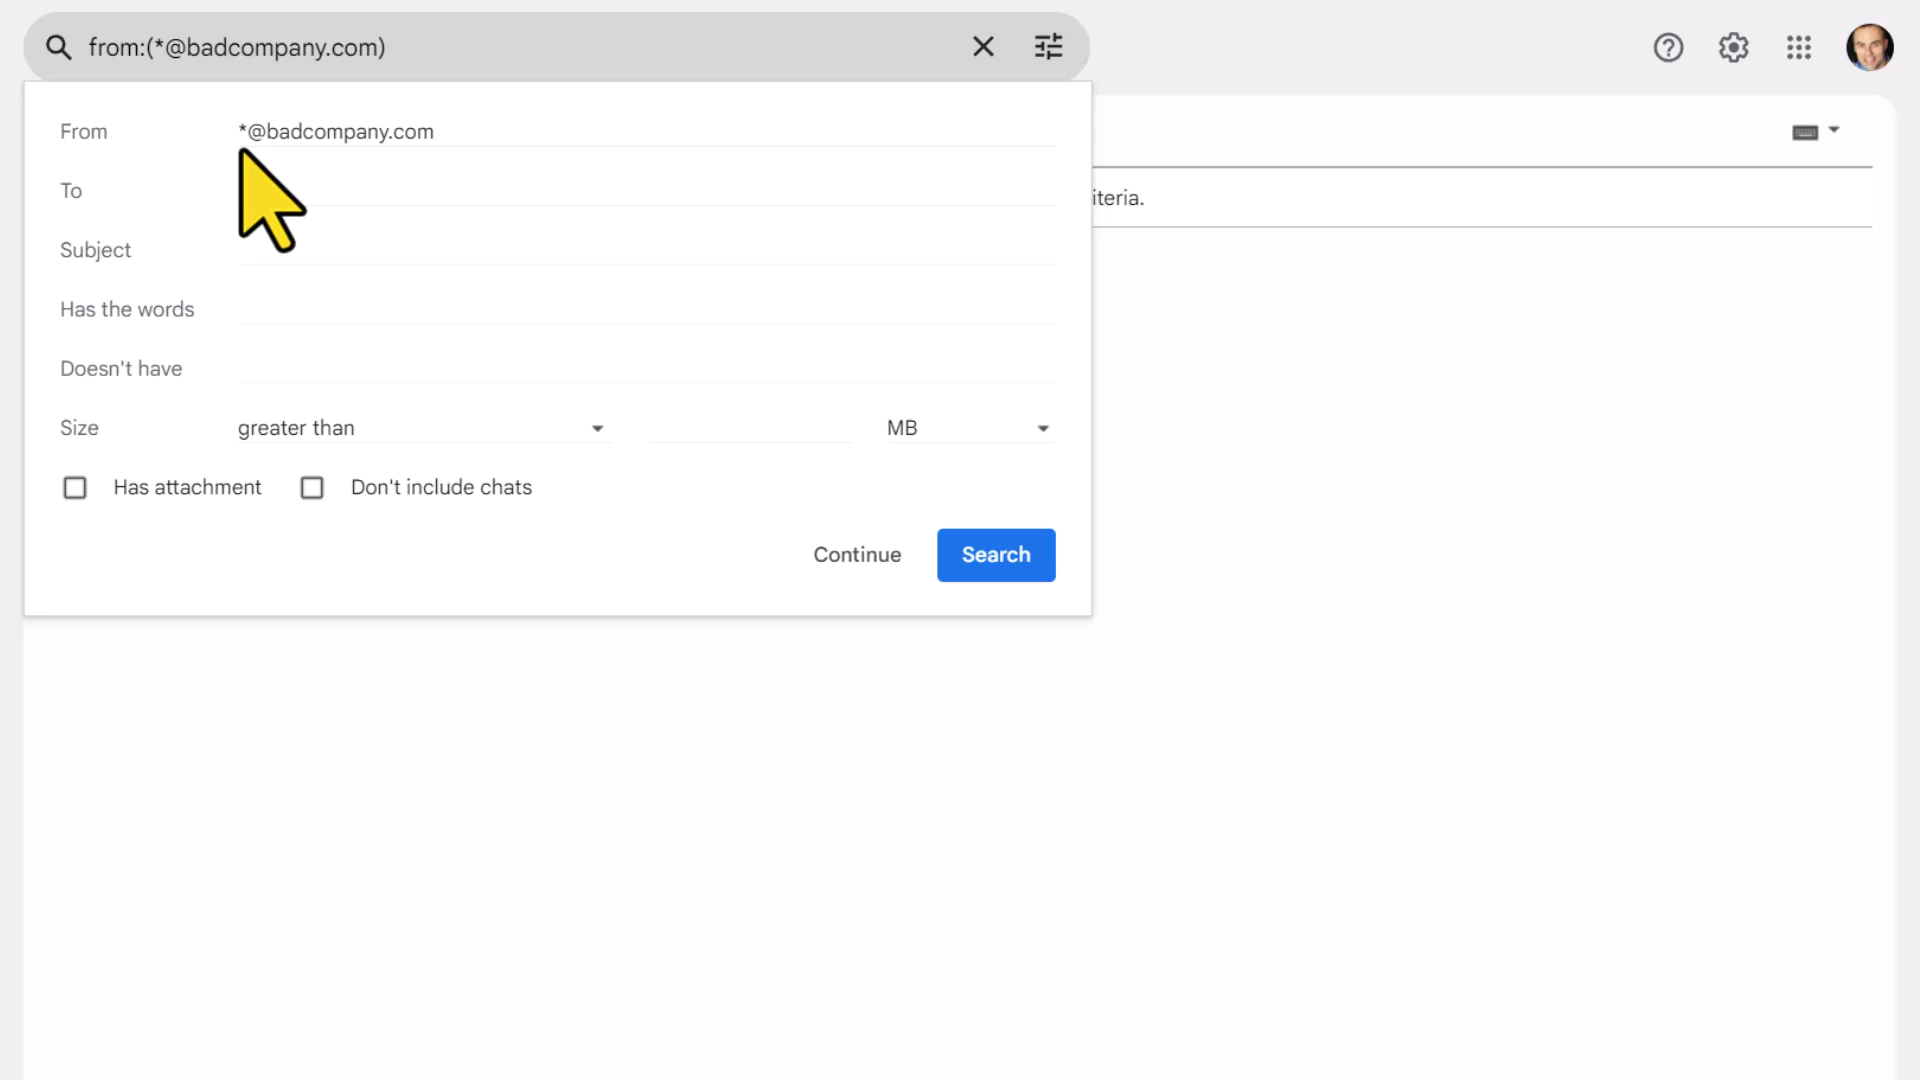 from:(*@badcompany.com)
From *@badcompany.com
To
iteria.
Subject
Has the words
Doesn't have
Size greater than MB
Has attachment Don't include chats
Continue Search